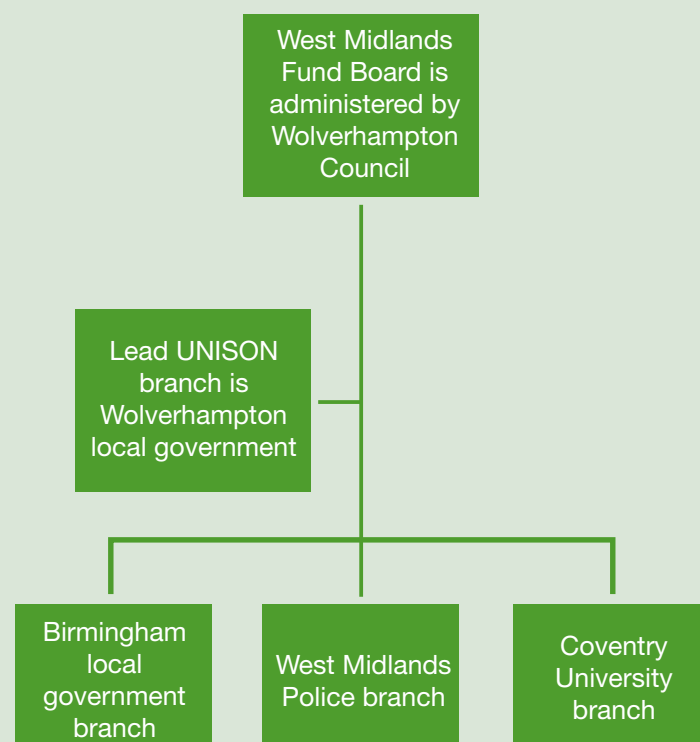 West Midlands
Fund Board is
administered by
Wolverhampton
Council
Lead UNISON
branch is
Wolverhampton
local government
Birmingham
local
government
branch
West Midlands
Police branch
Coventry
University
branch